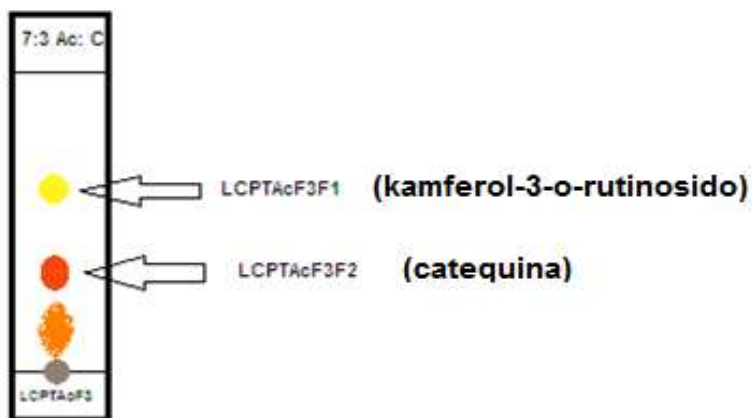 7:3 Ac: C
LCPTAcF3F1 (kamferol-3-o-rutinosido)
LCPTAcF3F2 (catequina)
LCPTAcF3